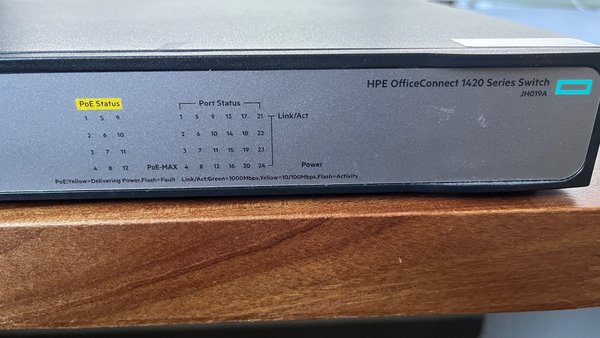 HPE OfficeConnect 1420 Series Switch
JH019A
PoE Status
1 5 9
2 6 10
3 7 11
4 8 12
Port Status
1 5 9 13 17 21 Link/Act
2 6 10 14 18 22
3 7 11 15 19 23
PoE-MAX 4 8 12 16 20 24 Power
PoE:Yellow=Delivering Power,Flash=Fault Link/Act:Green=1000Mbps,Yellow=10/100Mbps,Flash=Activity